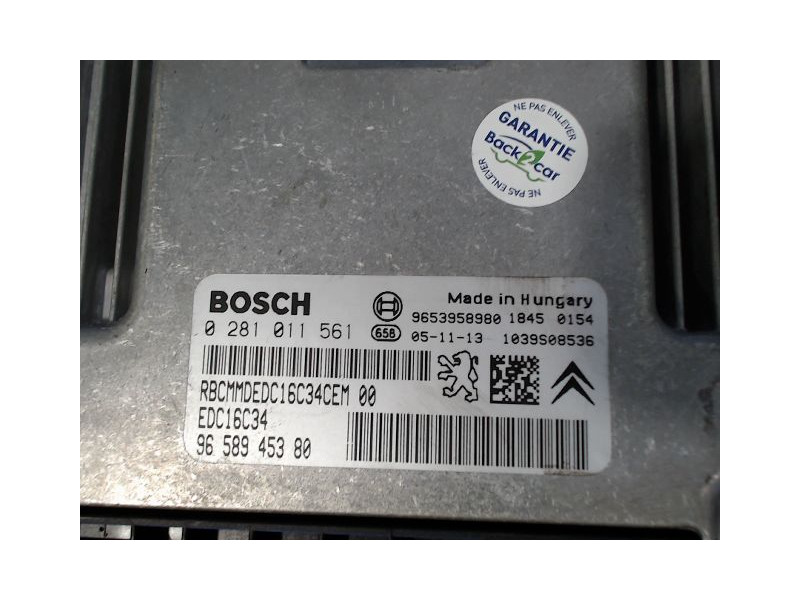 NE PAS ENLEVER
GARANTIE
Back2car
NE PAS ENLEVER
BOSCH
Made in Hungary
0 281 011 561
9653958980 1845 0154
658 05-11-13 1039S08536
RBCMMDEDC16C34CEM 00
EDC16C34
96 589 453 80